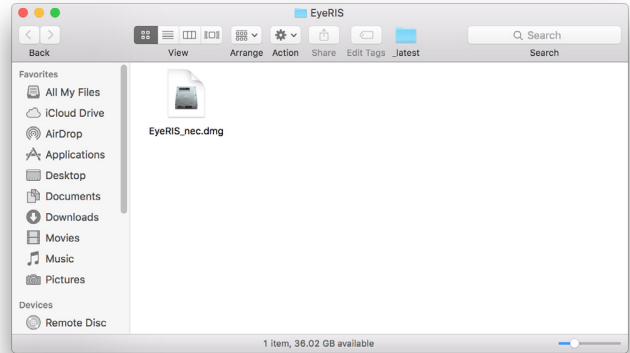 EyeRIS
Search
Back View Arrange Action Share Edit Tags _latest Search
Favorites
All My Files
iCloud Drive
AirDrop
Applications
Desktop
Documents
Downloads
Movies
Music
Pictures
Devices
Remote Disc
EyeRIS_nec.dmg
1 item, 36.02 GB available